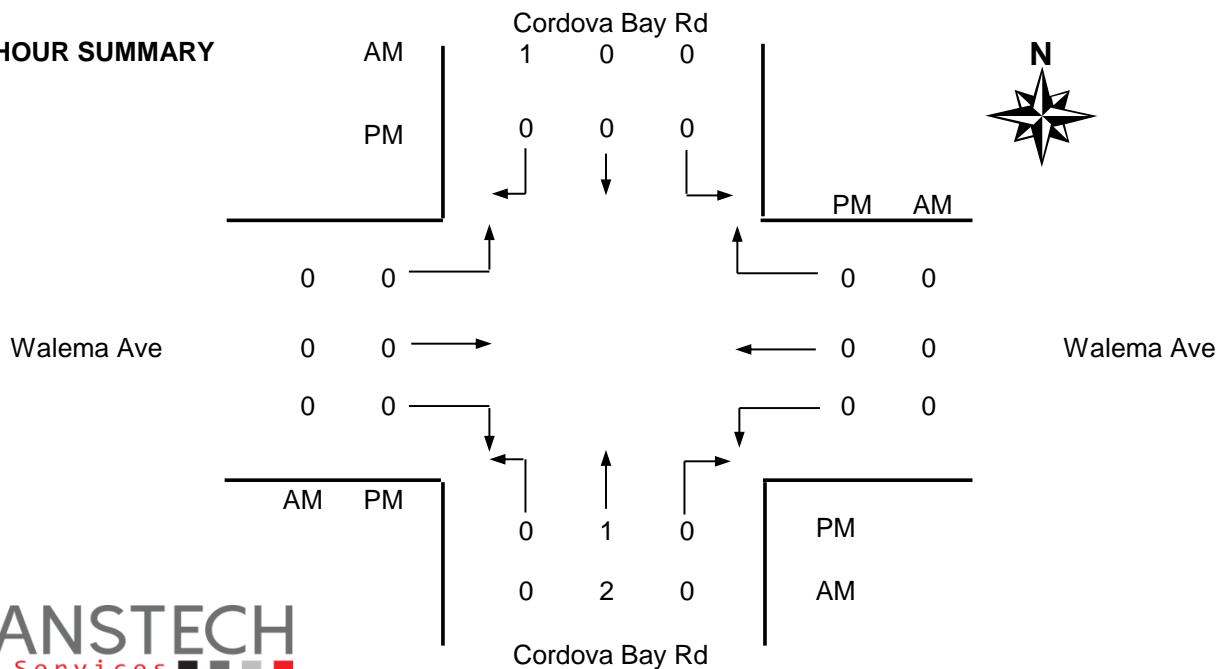 Cordova Bay Rd
HOUR SUMMARY AM 1 0 0 N
PM 0 0 0
PM AM
0 0 0 0
Walema Ave 0 0 0 0 Walema Ave
0 0 0 0
AM PM
0 1 0 PM
0 2 0 AM
ANSTECH
Services
Cordova Bay Rd